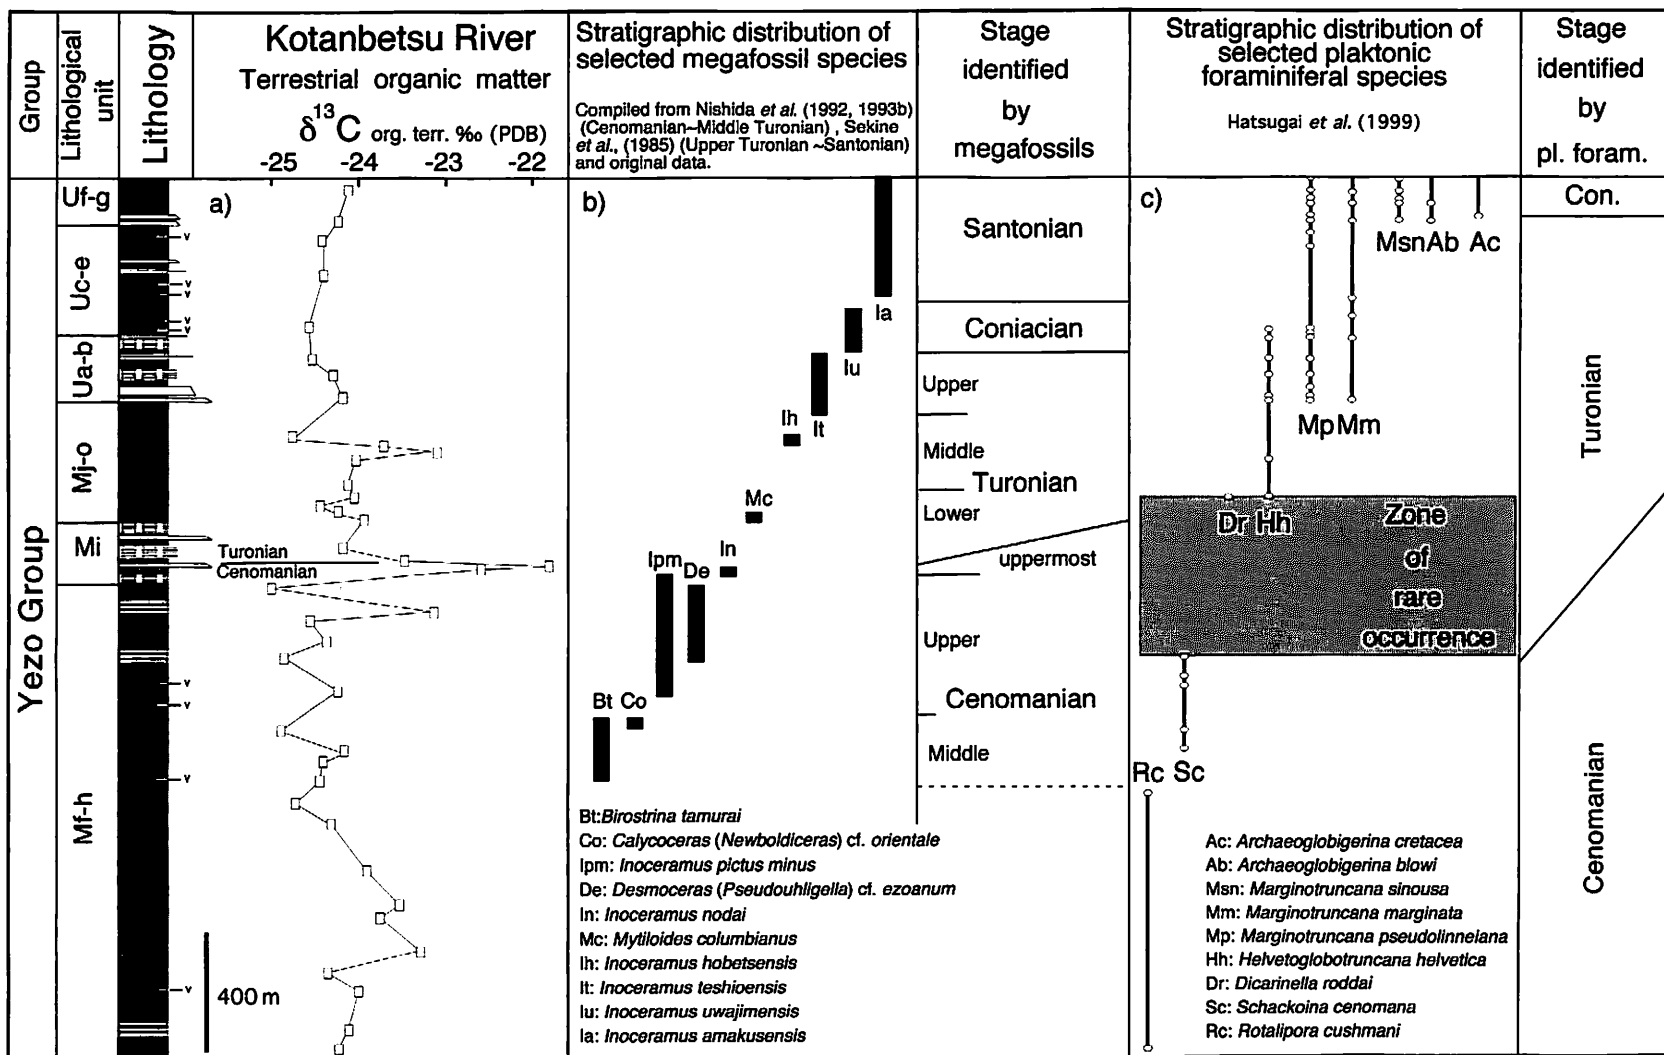 Group
Lithological unit
Lithology
Kotanbetsu River
Terrestrial organic matter
δ13C org. terr. ‰ (PDB)
-25 -24 -23 -22
Stratigraphic distribution of
selected megafossil species
Compiled from Nishida et al. (1992, 1993b)
(Cenomanian~Middle Turonian) , Sekine
et al., (1985) (Upper Turonian ~Santonian)
and original data.
Stage
identified
by
megafossils
Stratigraphic distribution of
selected plaktonic
foraminiferal species
Hatsugai et al. (1999)
Stage
identified
by
pl. foram.
Yezo Group
Uf-g
Uc-e
Ua-b
Mj-o
Mi
Mf-h
v
v
v
v
v
v
v
v
v
a)
Turonian
Cenomanian
400 m
b)
Ia
Iu
It
Ih
Mc
In
Ipm
De
Bt
Co
Bt:Birostrina tamurai
Co: Calycoceras (Newboldiceras) cf. orientale
Ipm: Inoceramus pictus minus
De: Desmoceras (Pseudouhligella) cf. ezoanum
In: Inoceramus nodai
Mc: Mytiloides columbianus
Ih: Inoceramus hobetsensis
It: Inoceramus teshioensis
Iu: Inoceramus uwajimensis
Ia: Inoceramus amakusensis
Santonian
Coniacian
Upper
Middle
Turonian
Lower
uppermost
Upper
Cenomanian
Middle
c)
Msn Ab Ac
Mp Mm
Dr Hh
Zone
of
rare
occurrence
Rc Sc
Ac: Archaeoglobigerina cretacea
Ab: Archaeoglobigerina blowi
Msn: Marginotruncana sinousa
Mm: Marginotruncana marginata
Mp: Marginotruncana pseudolinneiana
Hh: Helvetoglobotruncana helvetica
Dr: Dicarinella roddai
Sc: Schackoina cenomana
Rc: Rotalipora cushmani
Con.
Turonian
Cenomanian